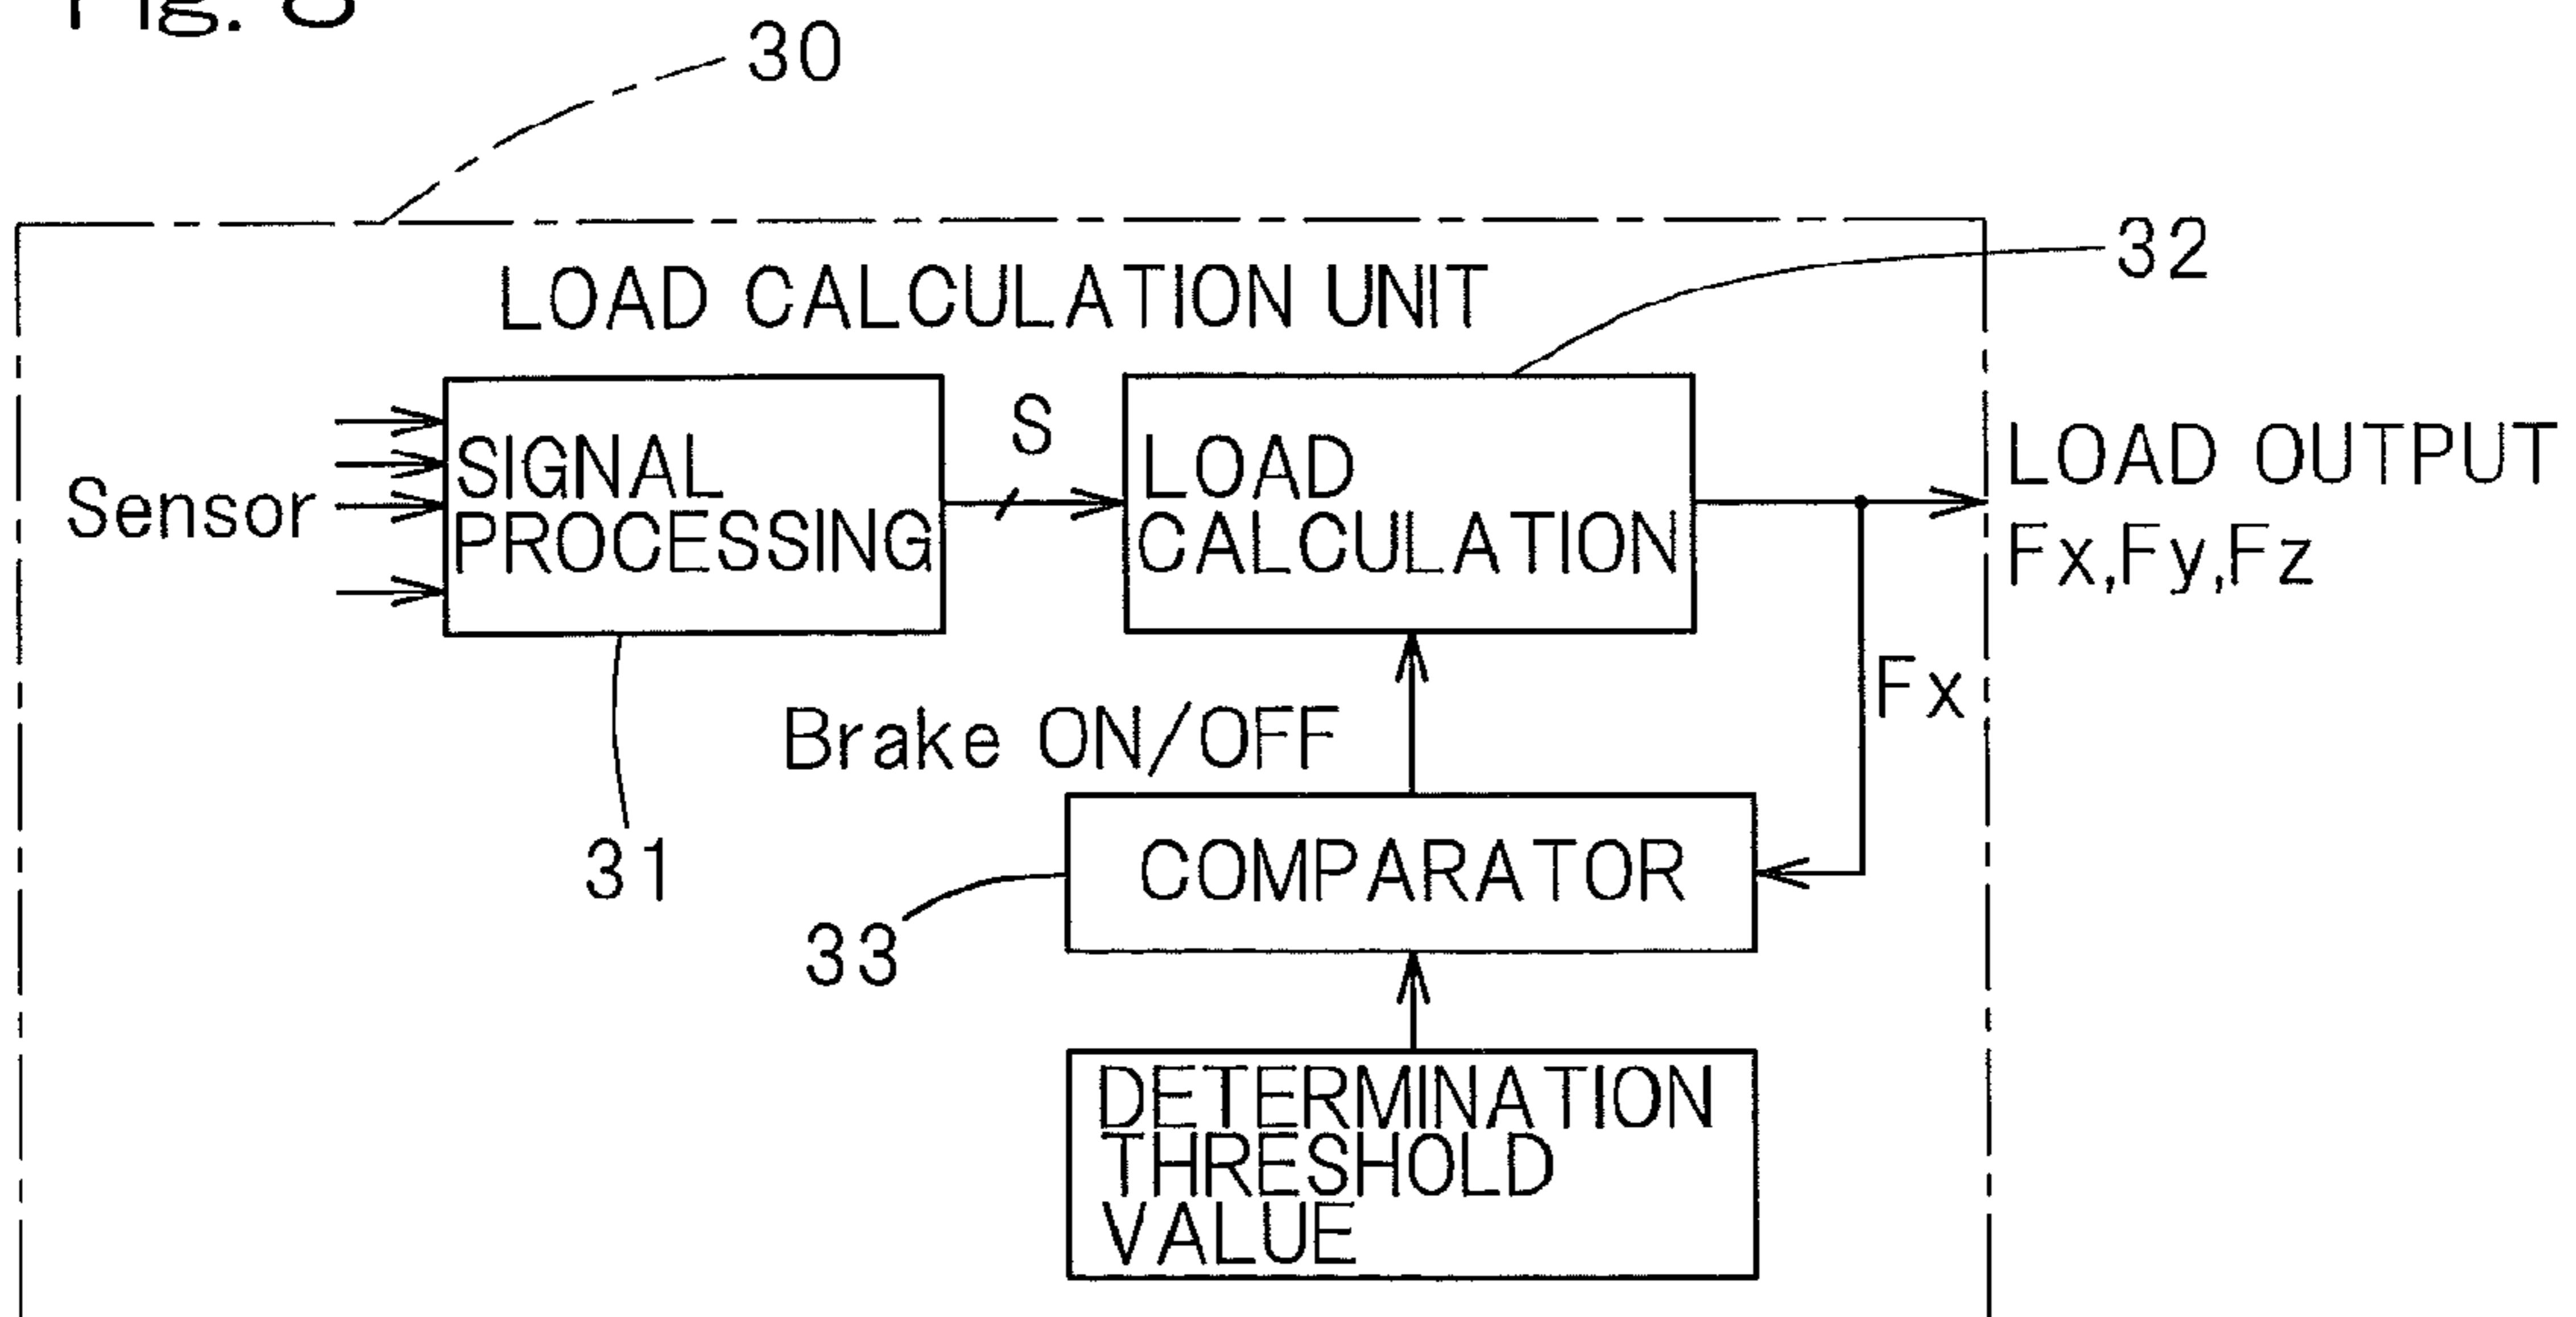 Fig.
30
LOAD CALCULATION UNIT
32
Sensor
SIGNAL
PROCESSING
S
LOAD
CALCULATION
LOAD OUTPUT
Fx,Fy,Fz
Fx
Brake ON/OFF
31
COMPARATOR
33
DETERMINATION
THRESHOLD
VALUE